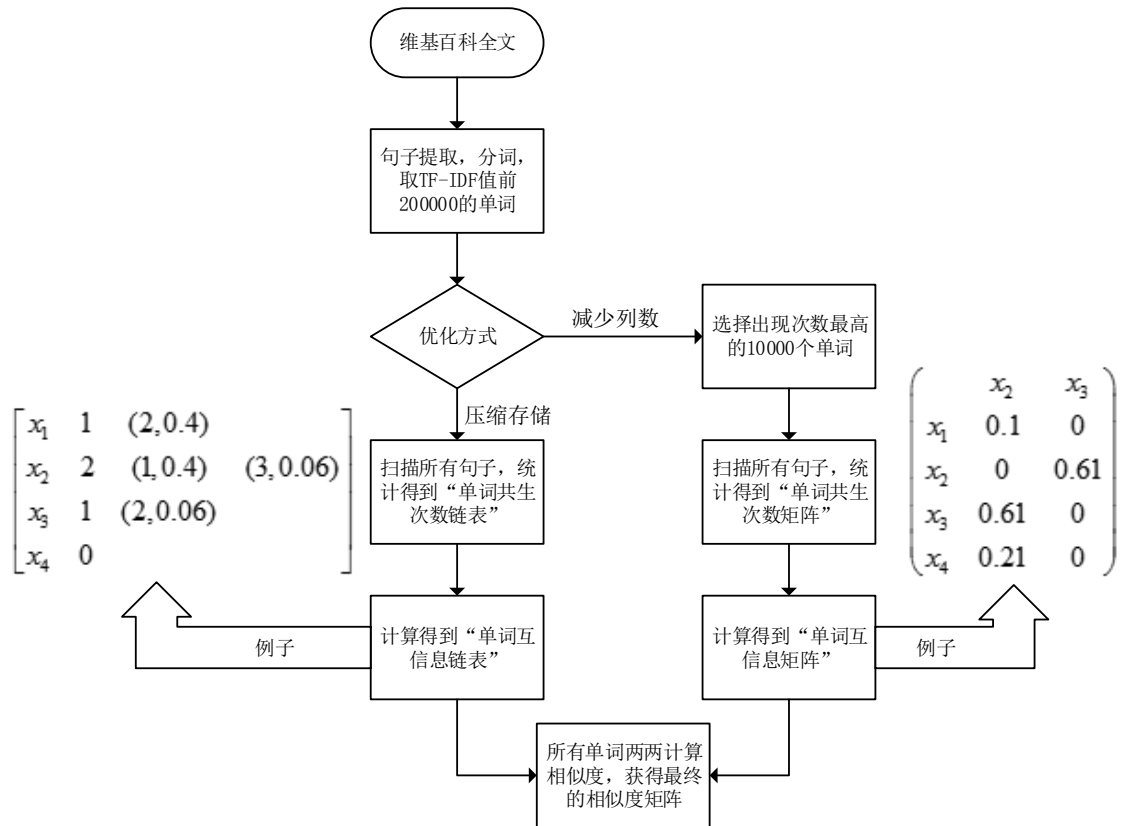 维基百科全文
句子提取，分词，
取TF-IDF值前
200000的单词
优化方式
减少列数
选择出现次数最高
的10000个单词
压缩存储
x₁ 1 (2,0.4)
x₂ 2 (1,0.4) (3,0.06)
x₃ 1 (2,0.06)
x₄ 0
扫描所有句子，统
计得到“单词共生
次数链表”
扫描所有句子，统
计得到“单词共生
次数矩阵”
x₂ x₃
x₁ 0.1 0
x₂ 0 0.61
x₃ 0.61 0
x₄ 0.21 0
例子
计算得到“单词互
信息链表”
计算得到“单词互
信息矩阵”
例子
所有单词两两计算
相似度，获得最终
的相似度矩阵